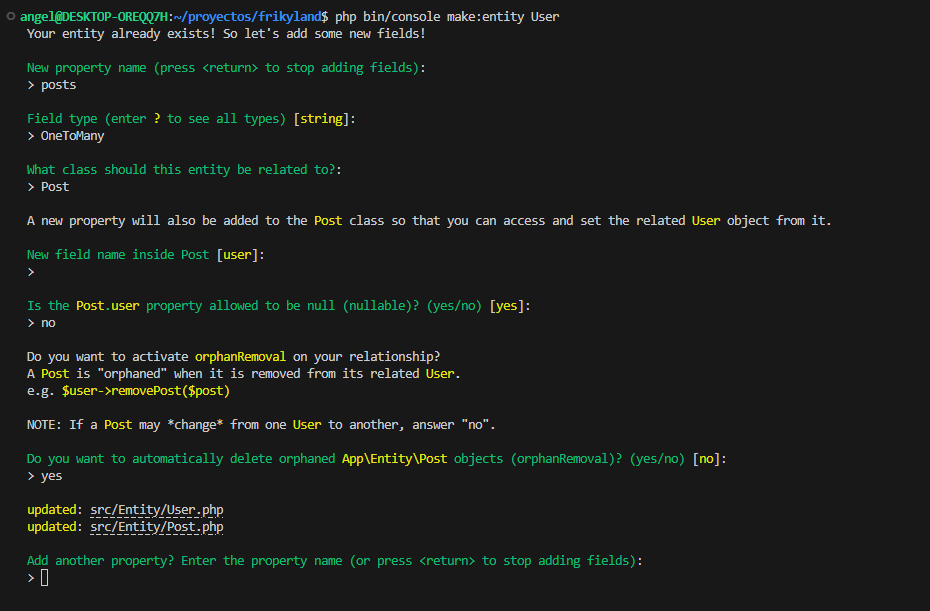 angel@DESKTOP-OREQQ7H:~/proyectos/frikyland$ php bin/console make:entity User
Your entity already exists! So let's add some new fields!
New property name (press <return> to stop adding fields):
> posts
Field type (enter ? to see all types) [string]:
> OneToMany
What class should this entity be related to?:
> Post
A new property will also be added to the Post class so that you can access and set the related User object from it.
New field name inside Post [user]:
>
Is the Post.user property allowed to be null (nullable)? (yes/no) [yes]:
> no
Do you want to activate orphanRemoval on your relationship?
A Post is "orphaned" when it is removed from its related User.
e.g. $user->removePost($post)
NOTE: If a Post may *change* from one User to another, answer "no".
Do you want to automatically delete orphaned App\Entity\Post objects (orphanRemoval)? (yes/no) [no]:
> yes
updated: src/Entity/User.php
updated: src/Entity/Post.php
Add another property? Enter the property name (or press <return> to stop adding fields):
>